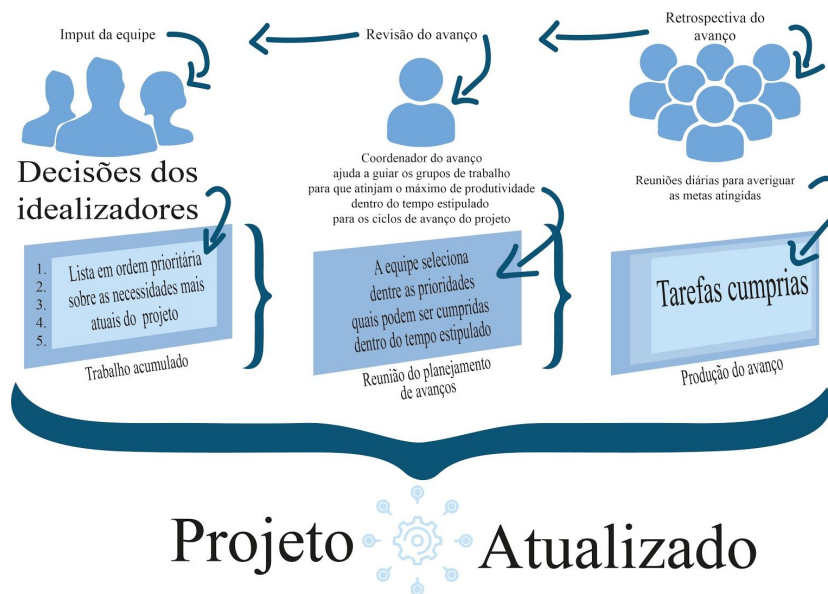 Imput da equipe
Revisão do avanço
Retrospectiva do
avanço
Decisões dos
idealizadores
Coordenador do avanço
ajuda a guiar os grupos de trabalho
para que atinjam o máximo de produtividade
dentro do tempo estipulado
para os ciclos de avanço do projeto
Reuniões diárias para averiguar
as metas atingidas
1.
2.
3.
4.
5.
Lista em ordem prioritária
sobre as necessidades mais
atuais do projeto
Trabalho acumulado
A equipe seleciona
dentre as prioridades
quais podem ser cumpridas
dentro do tempo estipulado
Reunião do planejamento
de avanços
Tarefas cumprias
Produção do avanço
Projeto Atualizado